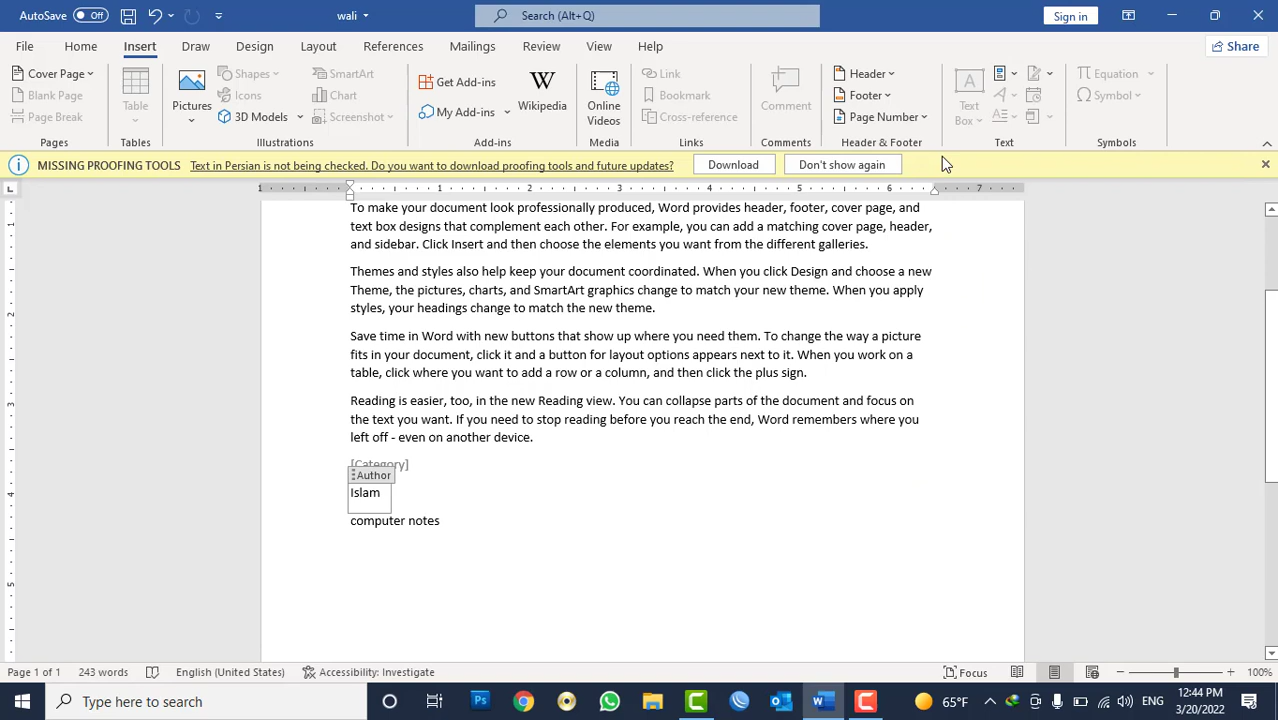 AutoSave Off
wali
Search (Alt+Q)
Sign in
File Home Insert Draw Design Layout References Mailings Review View Help
Share
Cover Page
Blank Page
Page Break
Pages
Table
Tables
Pictures
Shapes
Icons
3D Models
SmartArt
Chart
Screenshot
Illustrations
Get Add-ins
My Add-ins
Wikipedia
Add-ins
Online Videos
Media
Link
Bookmark
Cross-reference
Links
Comment
Comments
Header
Footer
Page Number
Header & Footer
Text Box
Text
Equation
Symbol
Symbols
MISSING PROOFING TOOLS Text in Persian is not being checked. Do you want to download proofing tools and future updates? Download Don't show again
1 1 2 3 4 5 6 7
1
2
3
4
5
To make your document look professionally produced, Word provides header, footer, cover page, and
text box designs that complement each other. For example, you can add a matching cover page, header,
and sidebar. Click Insert and then choose the elements you want from the different galleries.
Themes and styles also help keep your document coordinated. When you click Design and choose a new
Theme, the pictures, charts, and SmartArt graphics change to match your new theme. When you apply
styles, your headings change to match the new theme.
Save time in Word with new buttons that show up where you need them. To change the way a picture
fits in your document, click it and a button for layout options appears next to it. When you work on a
table, click where you want to add a row or a column, and then click the plus sign.
Reading is easier, too, in the new Reading view. You can collapse parts of the document and focus on
the text you want. If you need to stop reading before you reach the end, Word remembers where you
left off - even on another device.
[Category]
Author
Islam
computer notes
Page 1 of 1 243 words English (United States) Accessibility: Investigate Focus 100%
Type here to search
65°F
ENG
12:44 PM
3/20/2022